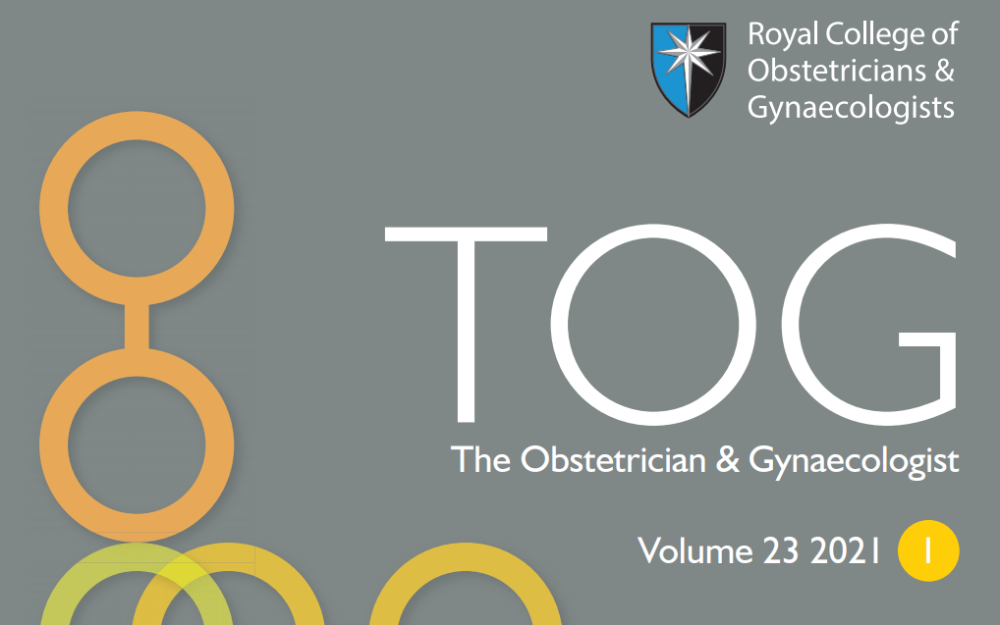 Royal College of
Obstetricians &
Gynaecologists
TOG
The Obstetrician & Gynaecologist
Volume 23 2021 1